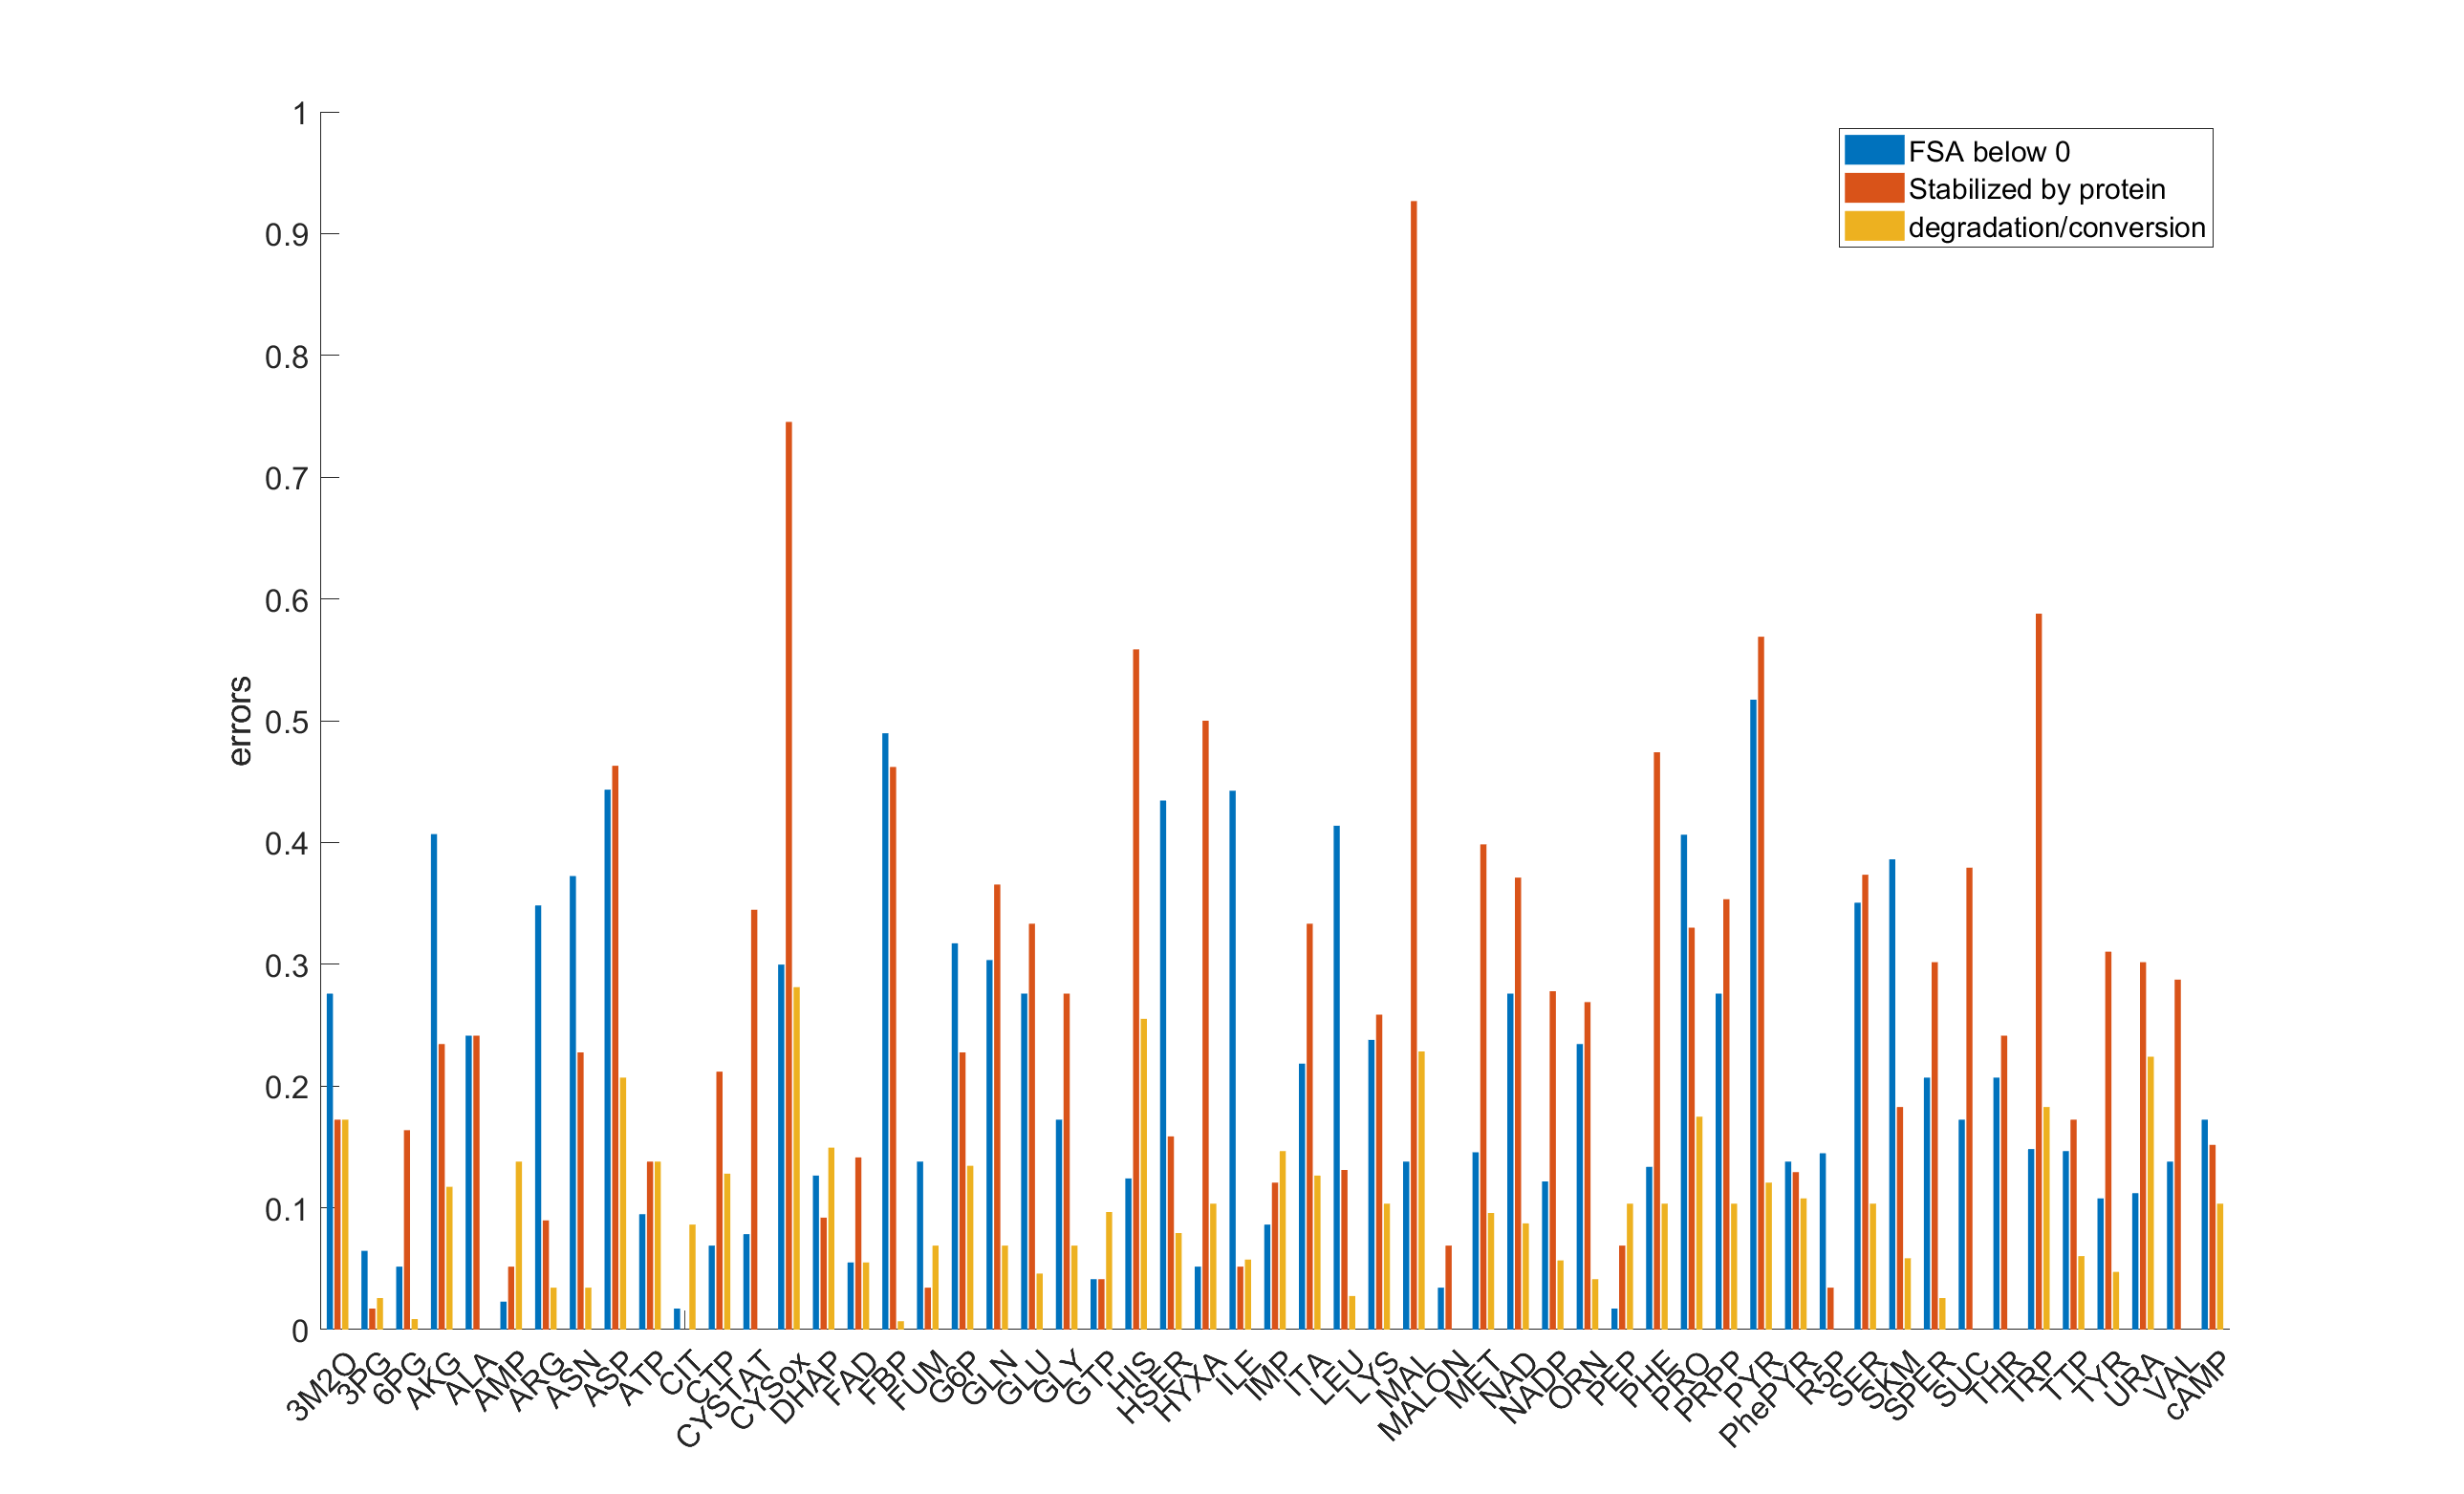 1
0.9
0.8
0.7
0.6
0.5
0.4
0.3
0.2
0.1
0
errors
FSA below 0
Stabilized by protein
degradation/conversion
3M2O
3PG
6PG
AKG
ALA
AMP
ARG
ASN
ASP
ATP
CIT
CTP
CYSTAT
CYSox
DHAP
FAD
FBP
FUM
G6P
GLN
GLU
GLY
GTP
HIS
HSER
HYXA
ILE
IMP
ITA
LEU
LYS
MAL
MALON
MET
NAD
NADP
ORN
PEP
PHE
PRO
PRPP
PYR
PhePYR
R5P
SER
SKM
SPER
SUC
THR
TRP
TTP
TYR
URA
VAL
cAMP